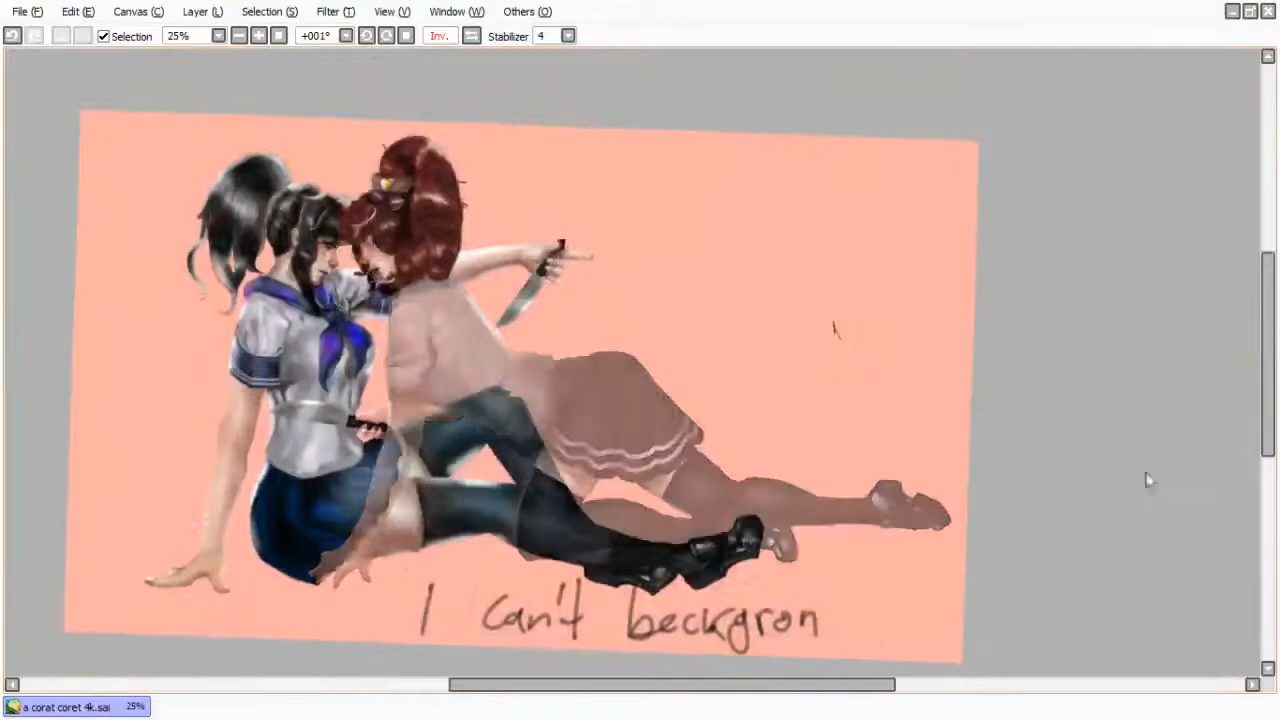 File (F) Edit (E) Canvas (C) Layer (L) Selection (S) Filter (T) View (V) Window (W) Others (O)
Selection 25% +001° Inv. Stabilizer 4
I can't beckgron
a corat coret 4k.sai 25%